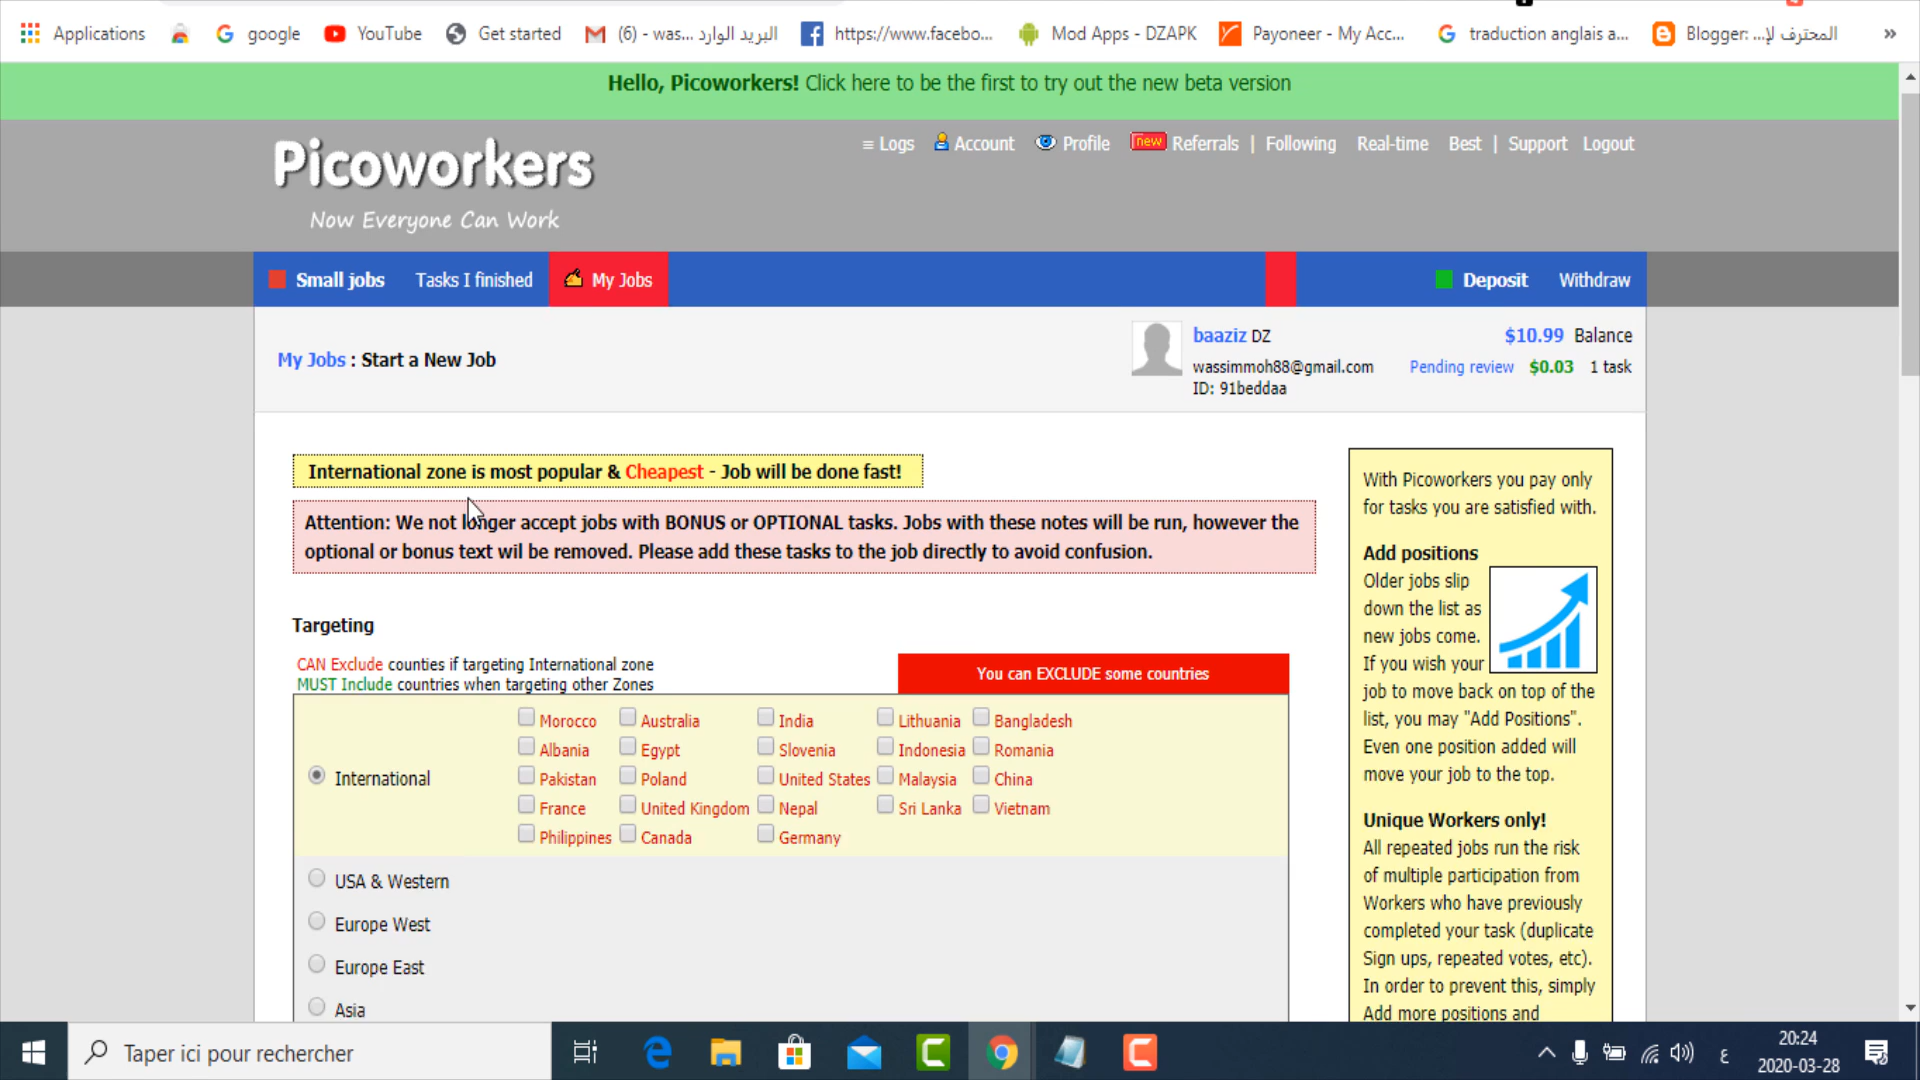 Applications google YouTube Get started (6) - was... البريد الوارد https://www.facebo... Mod Apps - DZAPK Payoneer - My Acc... traduction anglais a... Blogger: ...المحترف لإ »
Hello, Picoworkers! Click here to be the first to try out the new beta version
Picoworkers
Now Everyone Can Work
≡ Logs Account Profile new Referrals | Following Real-time Best | Support Logout
Small jobs Tasks I finished My Jobs Deposit Withdraw
My Jobs : Start a New Job
baaziz DZ
wassimmoh88@gmail.com
ID: 91beddaa
$10.99 Balance
Pending review $0.03 1 task
International zone is most popular & Cheapest - Job will be done fast!
Attention: We not longer accept jobs with BONUS or OPTIONAL tasks. Jobs with these notes will be run, however the
optional or bonus text wil be removed. Please add these tasks to the job directly to avoid confusion.
Targeting
CAN Exclude counties if targeting International zone
MUST Include countries when targeting other Zones
You can EXCLUDE some countries
International
Morocco Australia India Lithuania Bangladesh
Albania Egypt Slovenia Indonesia Romania
Pakistan Poland United States Malaysia China
France United Kingdom Nepal Sri Lanka Vietnam
Philippines Canada Germany
USA & Western
Europe West
Europe East
Asia
With Picoworkers you pay only
for tasks you are satisfied with.
Add positions
Older jobs slip
down the list as
new jobs come.
If you wish your
job to move back on top of the
list, you may "Add Positions".
Even one position added will
move your job to the top.
Unique Workers only!
All repeated jobs run the risk
of multiple participation from
Workers who have previously
completed your task (duplicate
Sign ups, repeated votes, etc).
In order to prevent this, simply
Add more positions and
Taper ici pour rechercher
ع
20:24
2020-03-28